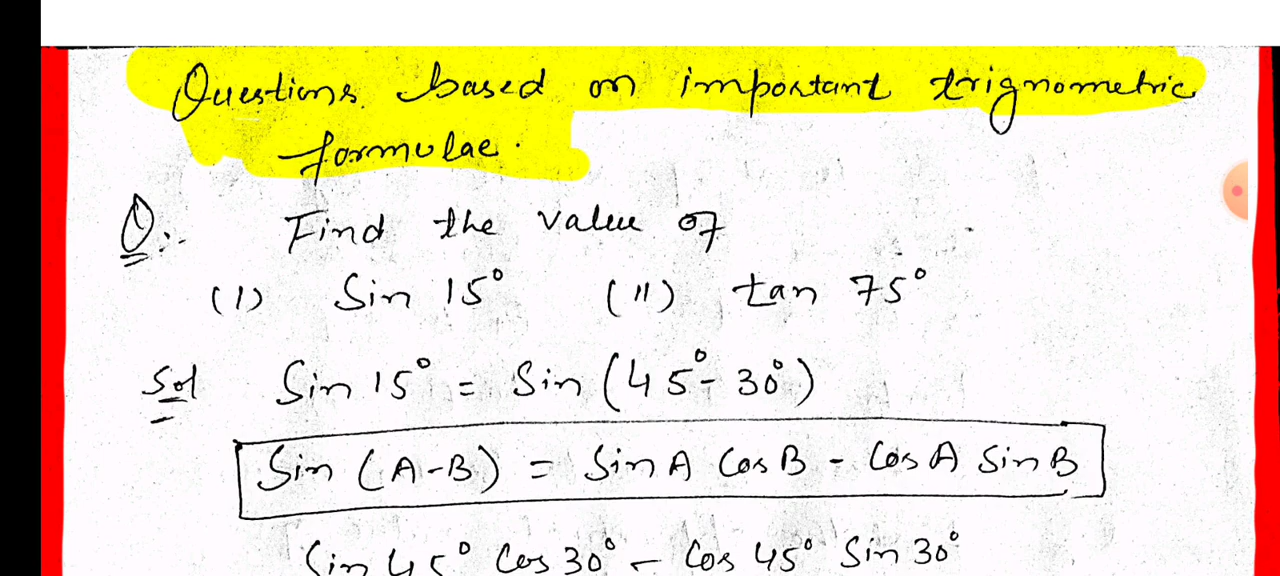 Questions based on important trignometric
formulae.
Q:- Find the value of
(I) Sin 15° (II) tan 75°
Sol Sin 15° = Sin (45° - 30°)
Sin (A-B) = Sin A Cos B - Cos A Sin B
Sin 45° Cos 30° - Cos 45° Sin 30°